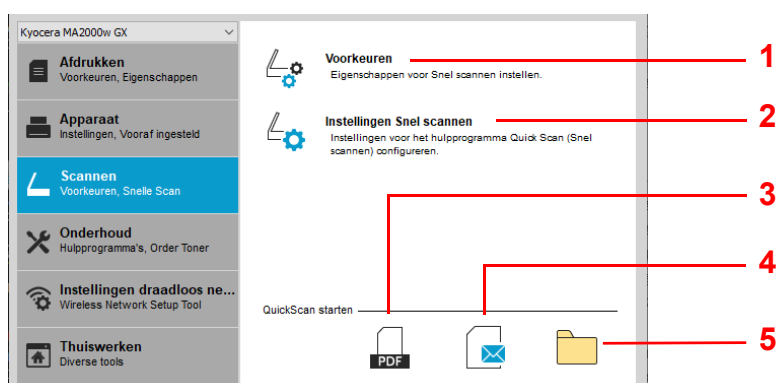 Kyocera MA2000w GX
Afdrukken
Voorkeuren, Eigenschappen
Apparaat
Instellingen, Vooraf ingesteld
Scannen
Voorkeuren, Snelle Scan
Onderhoud
Hulpprogramma's, Order Toner
Instellingen draadloos ne...
Wireless Network Setup Tool
Thuiswerken
Diverse tools
Voorkeuren
Eigenschappen voor Snel scannen instellen.
1
Instellingen Snel scannen
Instellingen voor het hulpprogramma Quick Scan (Snel
scannen) configureren.
2
3
4
QuickScan starten
PDF
5